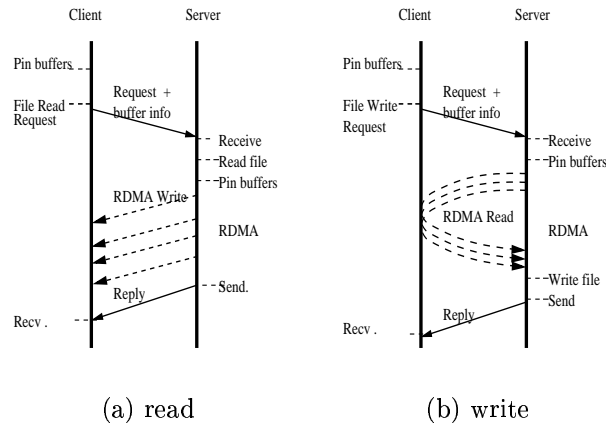 Client Server
Pin buffers
File Read
Request
Request +
buffer info
Receive
Read file
Pin buffers
RDMA Write
RDMA
Send.
Reply
Recv .
(a) read
Client Server
Pin buffers
File Write
Request
Request +
buffer info
Receive
Pin buffers
RDMA Read
RDMA
Write file
Send
Reply
Recv .
(b) write